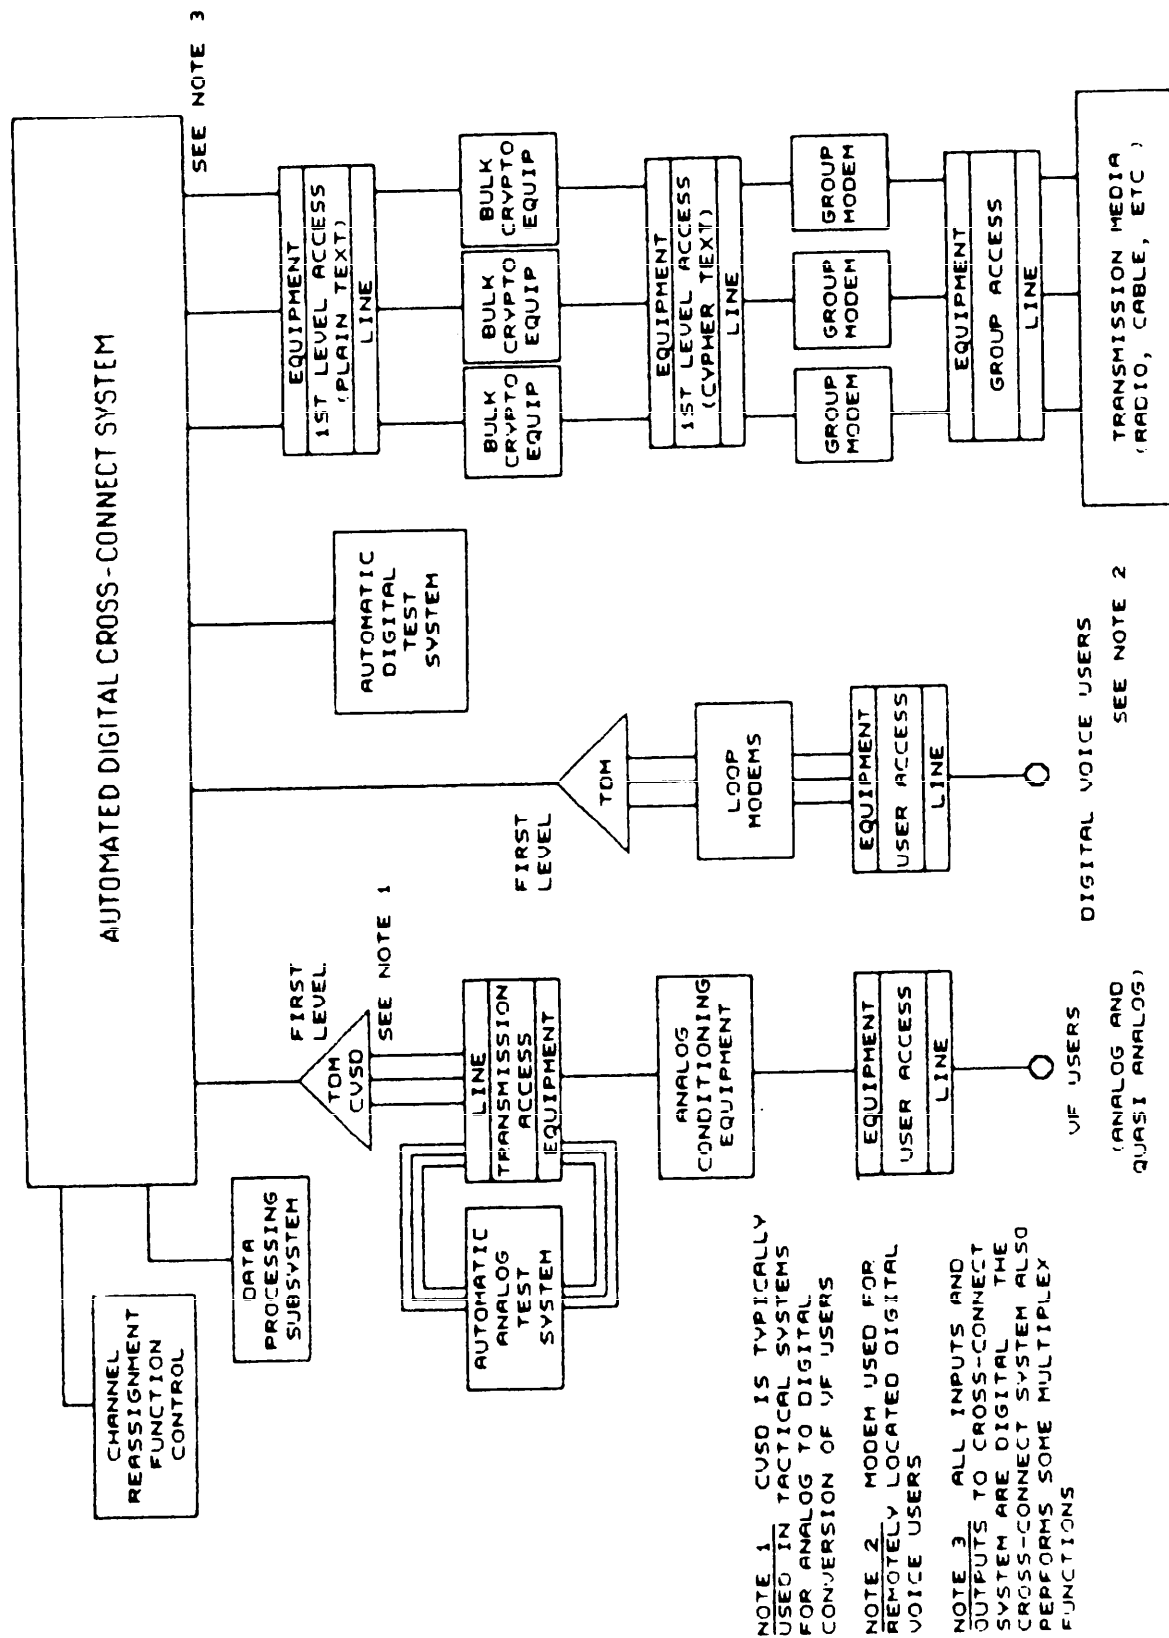 AUTOMATED DIGITAL CROSS-CONNECT SYSTEM
SEE NOTE 3
CHANNEL
REASSIGNMENT
FUNCTION
CONTROL
DATA
PROCESSING
SUBSYSTEM
FIRST
LEVEL
TDM
CVSD
SEE NOTE 1
AUTOMATIC
ANALOG
TEST
SYSTEM
LINE
TRANSMISSION
ACCESS
EQUIPMENT
ANALOG
CONDITIONING
EQUIPMENT
EQUIPMENT
USER ACCESS
LINE
VF USERS
(ANALOG AND
QUASI ANALOG)
FIRST
LEVEL
TDM
LOOP
MODEMS
EQUIPMENT
USER ACCESS
LINE
DIGITAL VOICE USERS
SEE NOTE 2
AUTOMATIC
DIGITAL
TEST
SYSTEM
EQUIPMENT
1ST LEVEL ACCESS
(PLAIN TEXT)
LINE
BULK
CRYPTO
EQUIP
BULK
CRYPTO
EQUIP
BULK
CRYPTO
EQUIP
EQUIPMENT
1ST LEVEL ACCESS
(CYPHER TEXT)
LINE
GROUP
MODEM
GROUP
MODEM
GROUP
MODEM
EQUIPMENT
GROUP ACCESS
LINE
TRANSMISSION MEDIA
(RADIO, CABLE, ETC )
NOTE 1 CVSD IS TYPICALLY
USED IN TACTICAL SYSTEMS
FOR ANALOG TO DIGITAL
CONVERSION OF VF USERS
NOTE 2 MODEM USED FOR
REMOTELY LOCATED DIGITAL
VOICE USERS
NOTE 3 ALL INPUTS AND
OUTPUTS TO CROSS-CONNECT
SYSTEM ARE DIGITAL THE
CROSS-CONNECT SYSTEM ALSO
PERFORMS SOME MULTIPLEX
FUNCTIONS